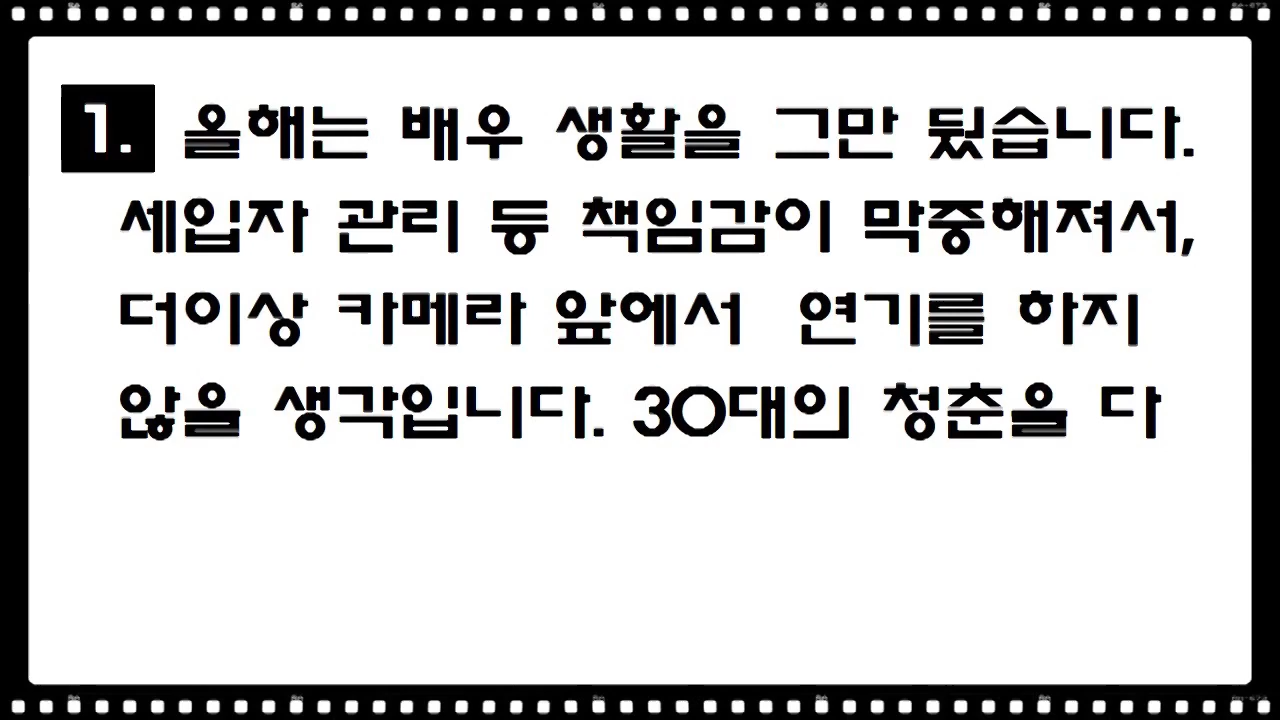 1. 올해는 배우 생활을 그만 뒀습니다.
세입자 관리 등 책임감이 막중해져서,
더이상 카메라 앞에서 연기를 하지
않을 생각입니다. 30대의 청춘을 다